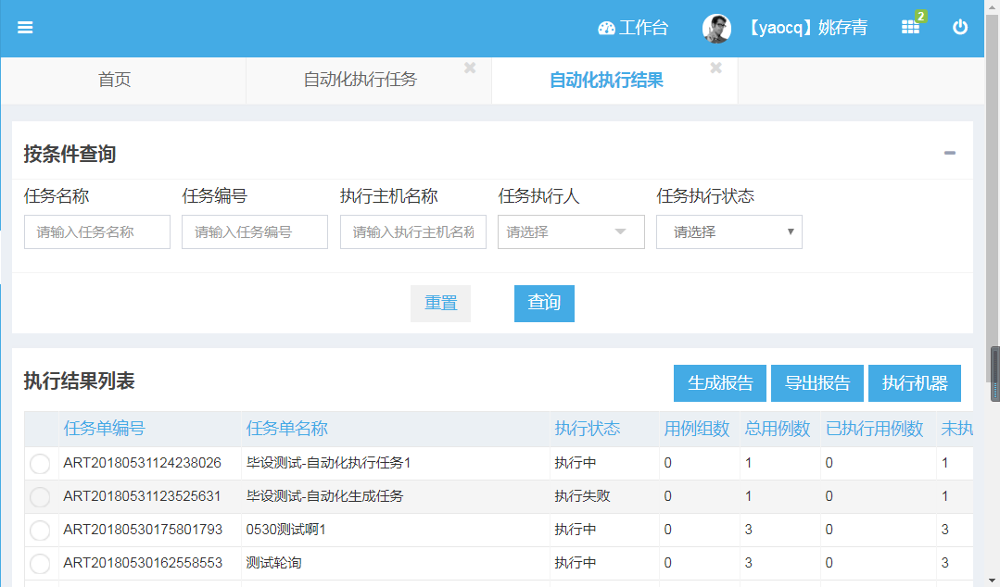 工作台 【yaocq】姚存青 2
首页 自动化执行任务 自动化执行结果
按条件查询
任务名称 任务编号 执行主机名称 任务执行人 任务执行状态
请输入任务名称 请输入任务编号 请输入执行主机名称 请选择 请选择
重置 查询
执行结果列表 生成报告 导出报告 执行机器
任务单编号 任务单名称 执行状态 用例组数 总用例数 已执行用例数 未执
ART20180531124238026 毕设测试-自动化执行任务1 执行中 0 1 0 1
ART20180531123525631 毕设测试-自动化生成任务 执行失败 0 1 0 1
ART20180530175801793 0530测试啊1 执行中 0 3 0 3
ART20180530162558553 测试轮询 执行中 0 3 0 3